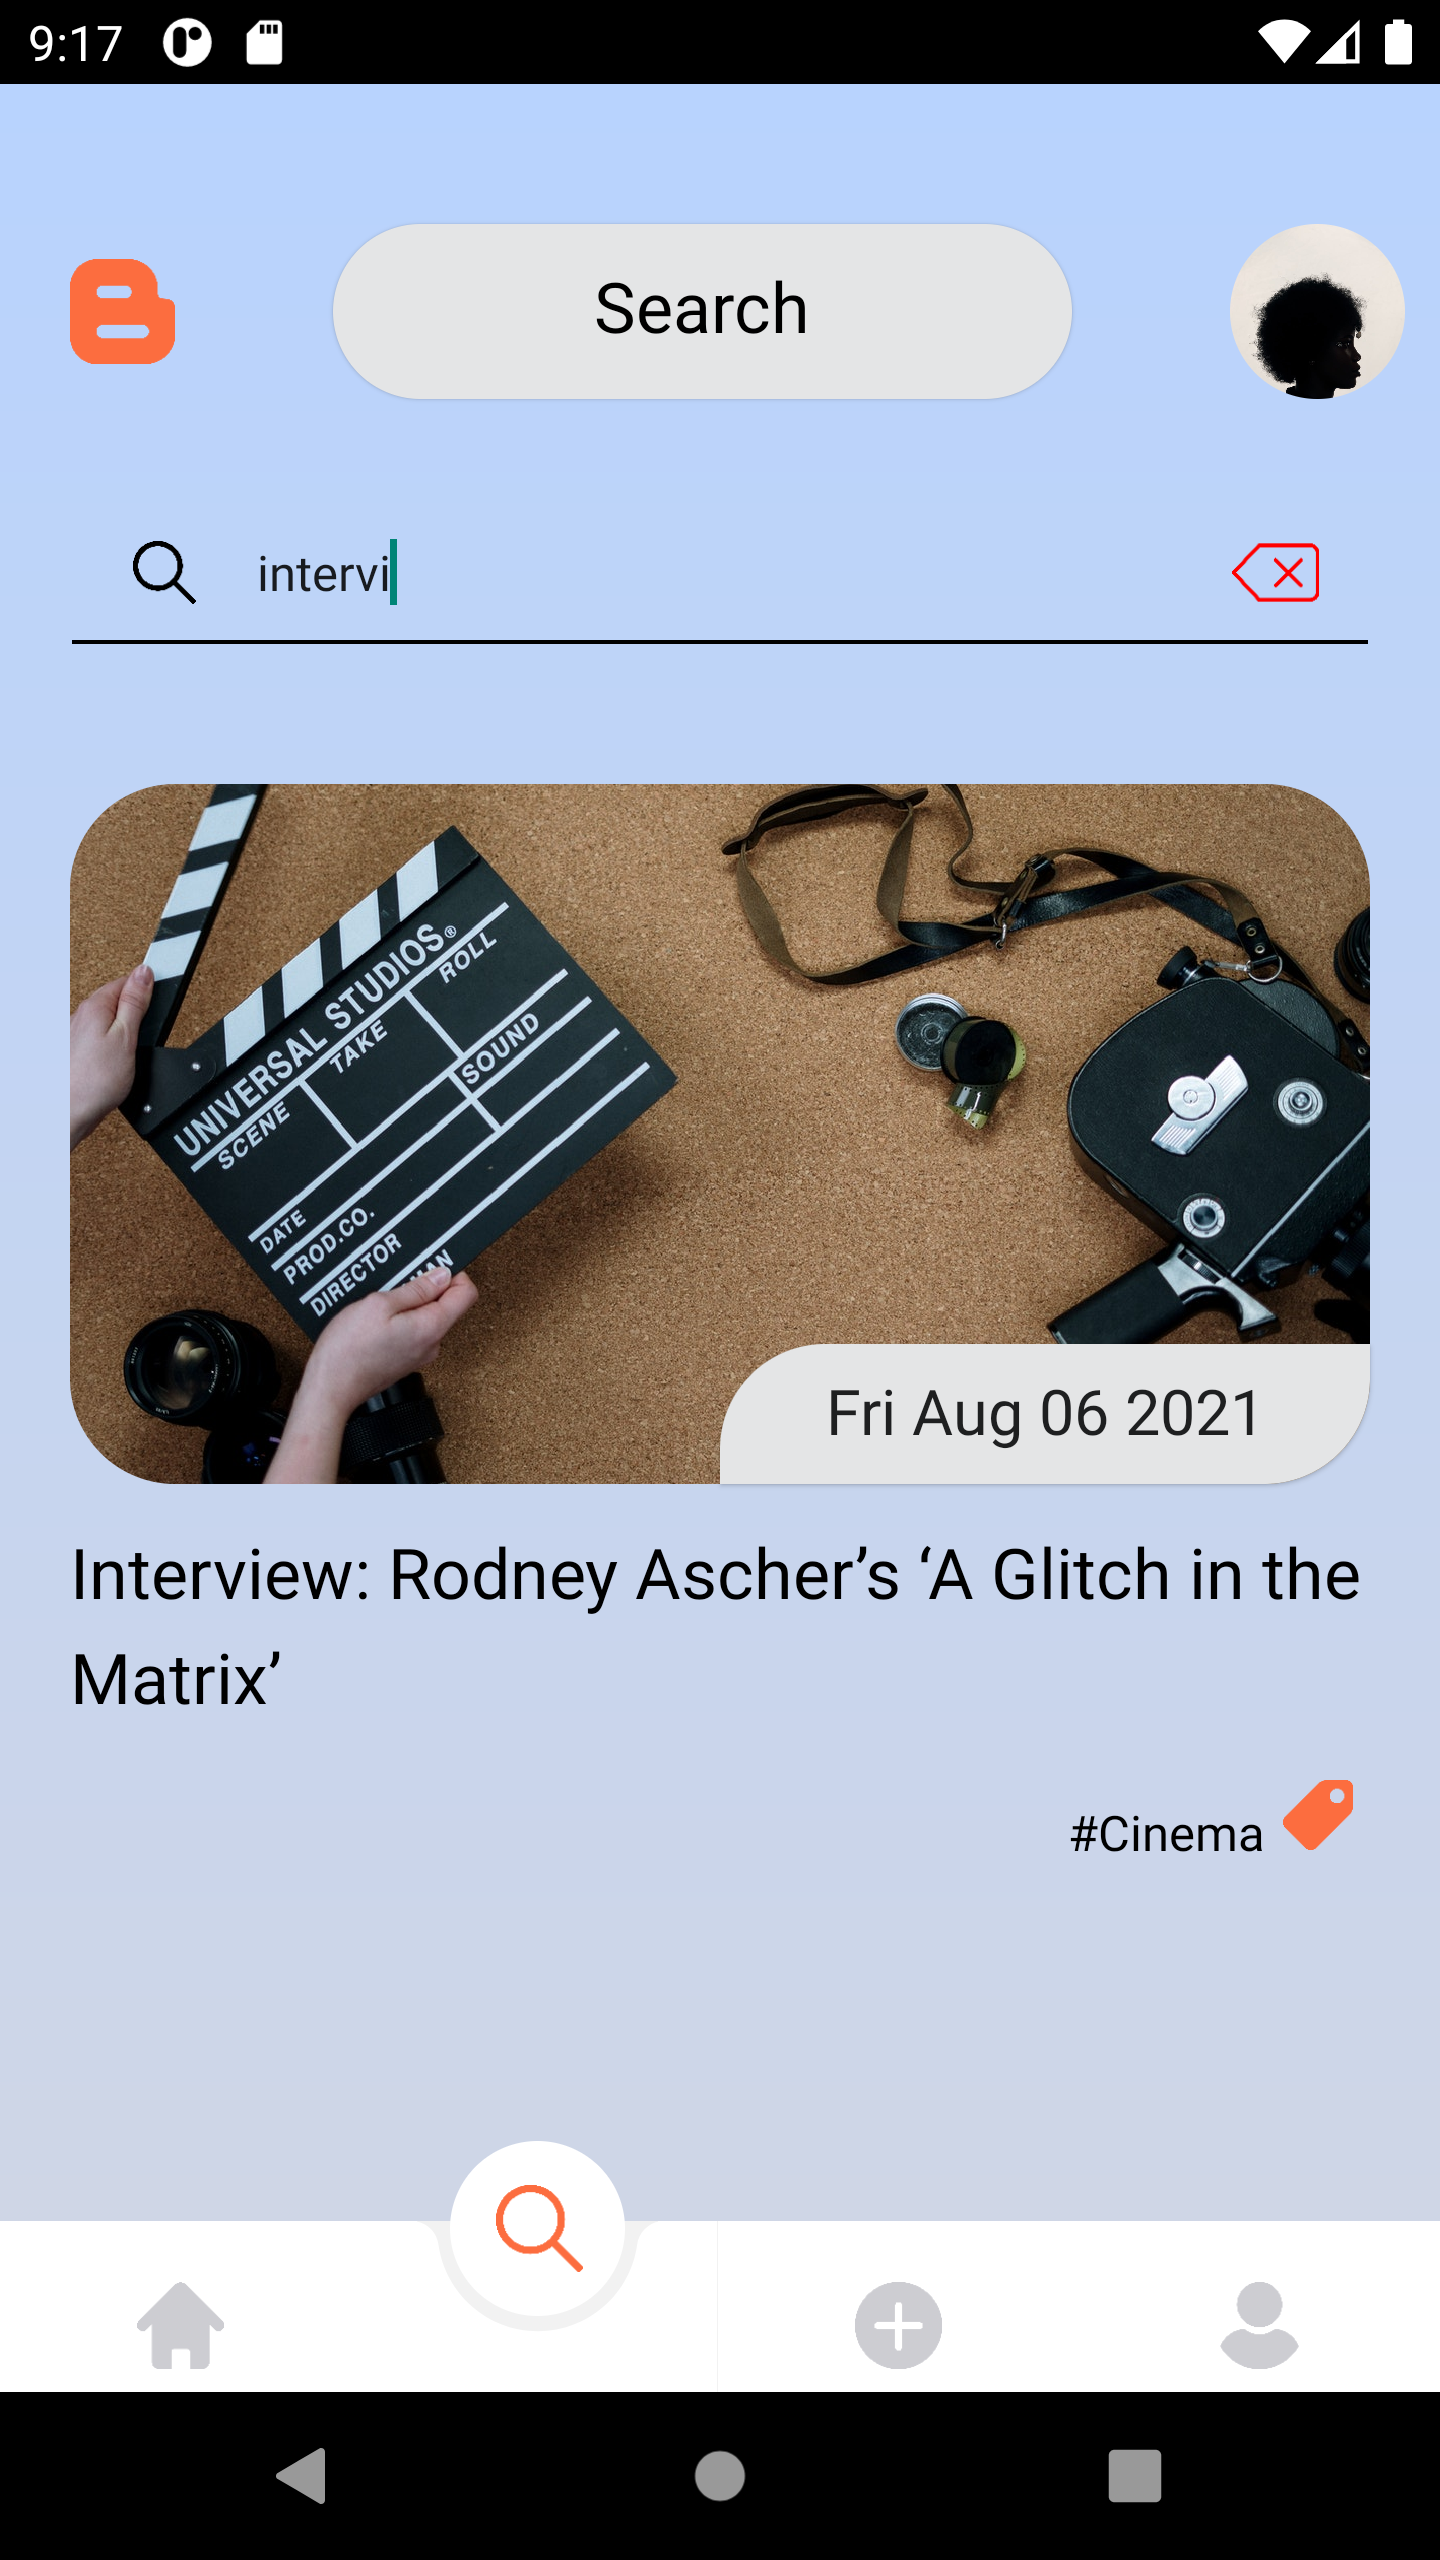 9:17
Search
intervi
UNIVERSAL STUDIOS®
SCENE
TAKE
ROLL
SOUND
DATE
PROD.CO.
DIRECTOR
Fri Aug 06 2021
Interview: Rodney Ascher’s ‘A Glitch in the
Matrix’
#Cinema